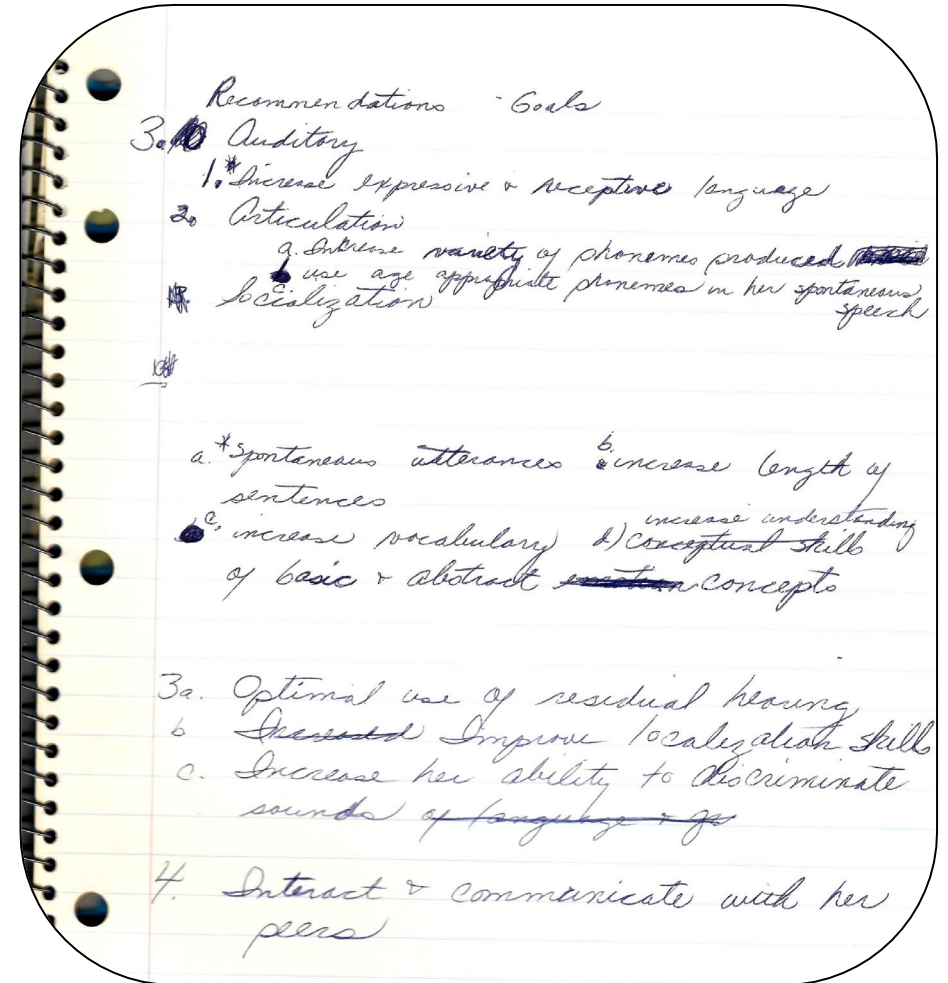 Recommendations - Goals
3. Auditory
1.* Increase expressive & receptive language
2. Articulation
a. Increase variety of phonemes produced
b use age appropriate phonemes in her spontaneous
speech
Socialization
a. *Spontaneous utterances b. increase length of
sentences
c. increase vocabulary d) conceptual skills increase understanding
of basic & abstract concepts
3a. Optimal use of residual hearing
b Increased Improve localization skills
c. Increase her ability to discriminate
sounds of language &
4. Interact & communicate with her
peers